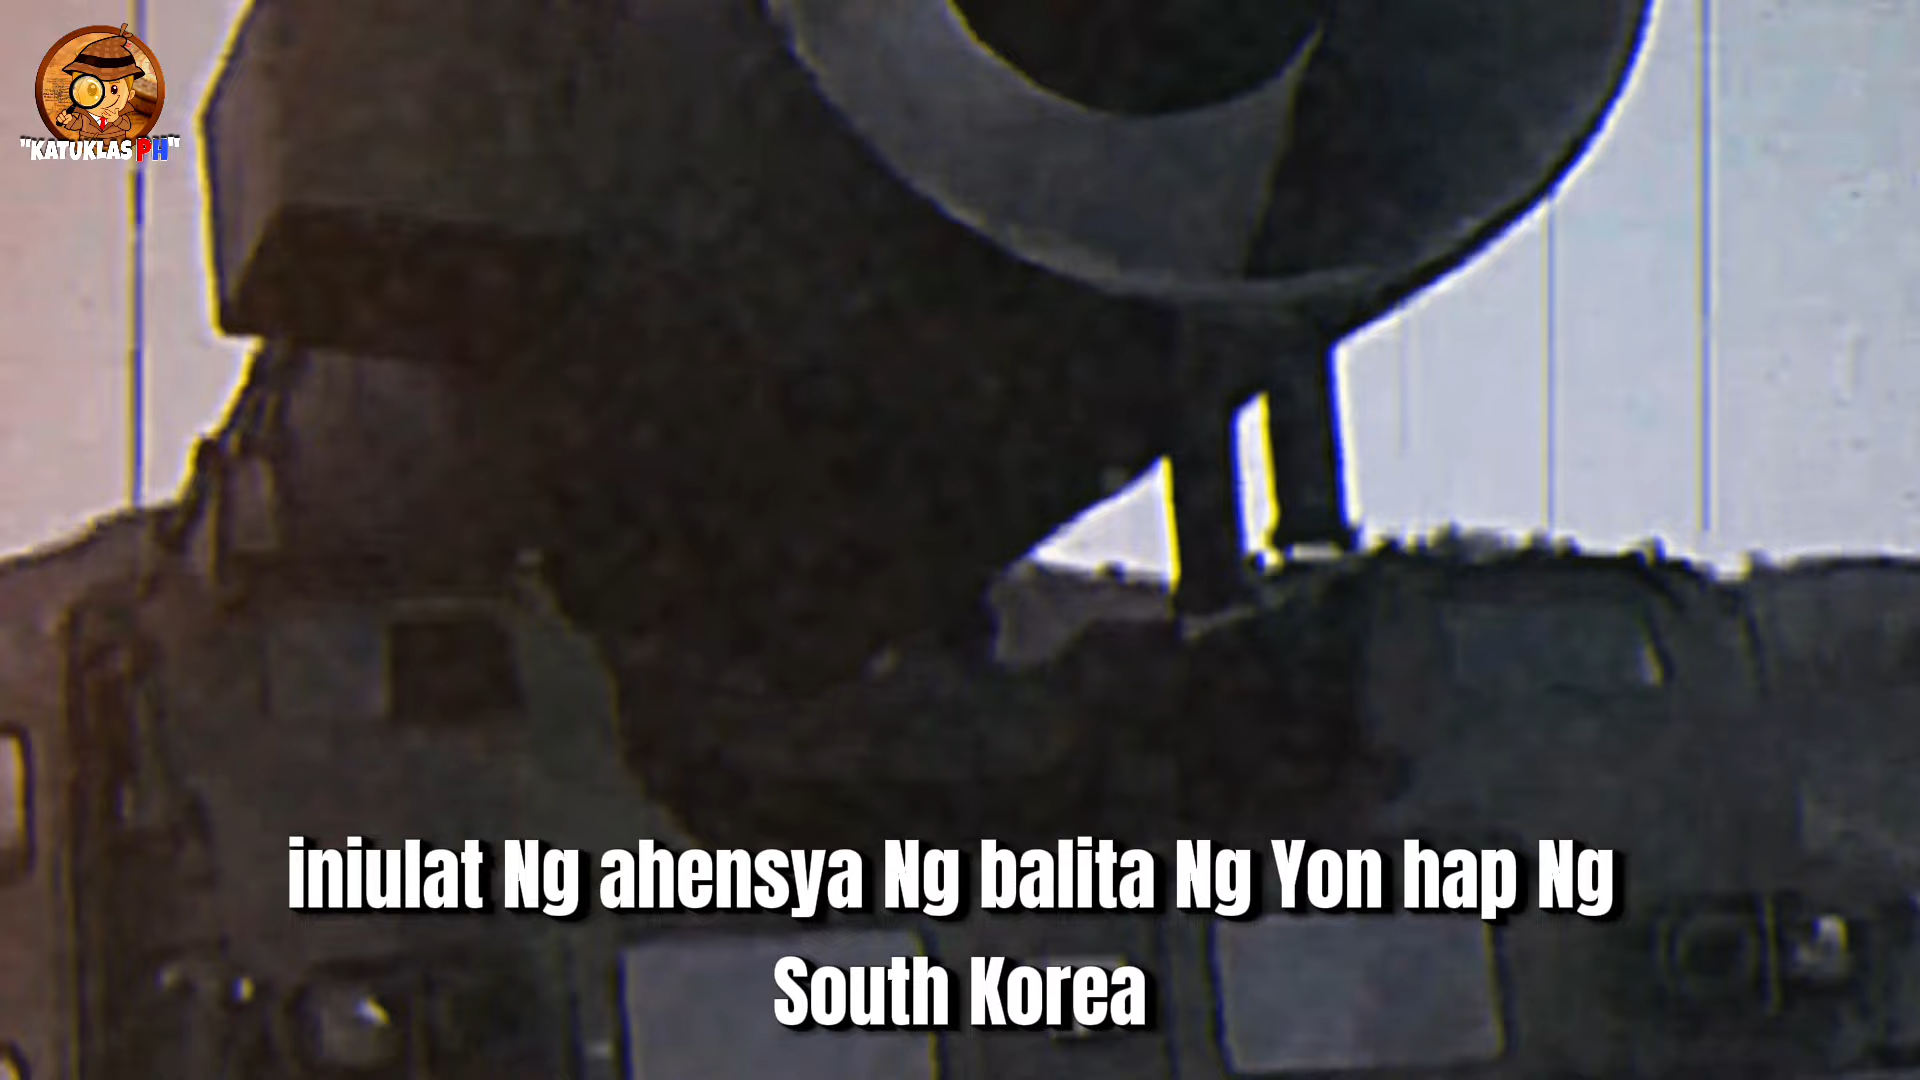 "KATUKLAS PH"
iniulat Ng ahensya Ng balita Ng Yon hap Ng
South Korea